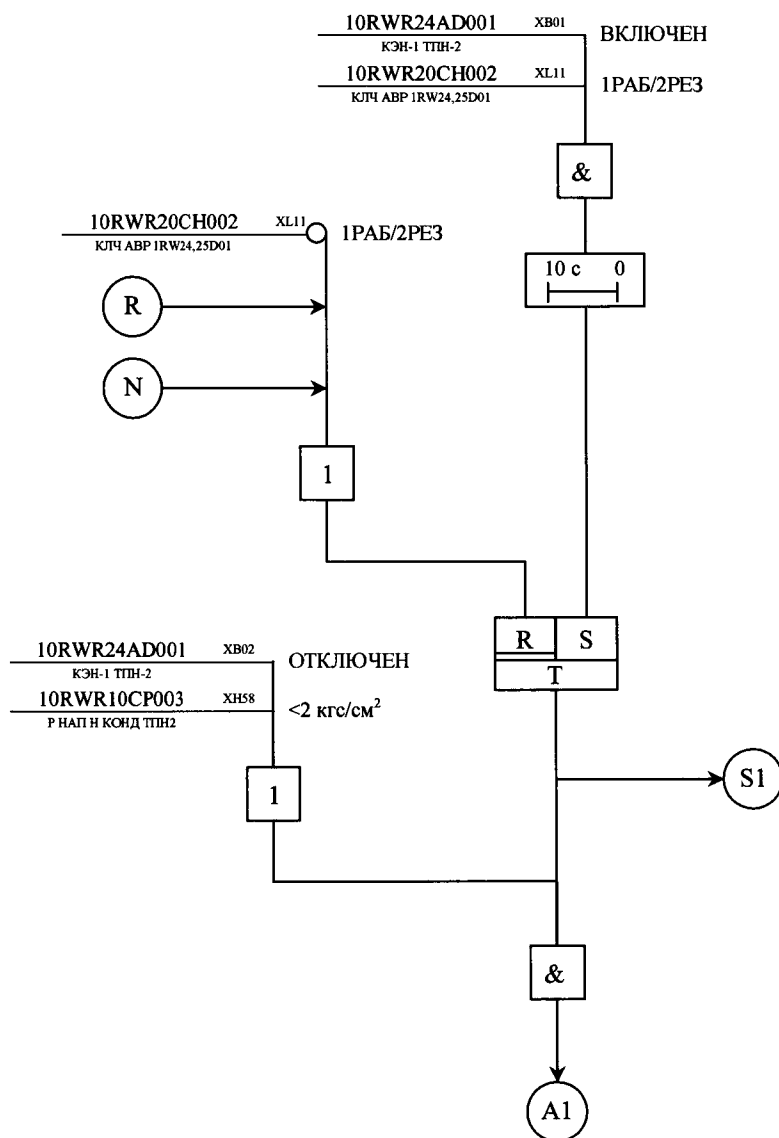 10RWR24AD001 XB01 ВКЛЮЧЕН
КЭН-1 ТПН-2
10RWR20CH002 XL11 1РАБ/2РЕЗ
КЛЧ АВР 1RW24,25D01
&
10RWR20CH002 XL11 1РАБ/2РЕЗ
КЛЧ АВР 1RW24,25D01
10 с 0
R
N
1
R S
T
10RWR24AD001 XB02 ОТКЛЮЧЕН
КЭН-1 ТПН-2
10RWR10CP003 XH58 <2 кгс/см²
Р НАП Н КОНД ТПН2
S1
1
&
A1